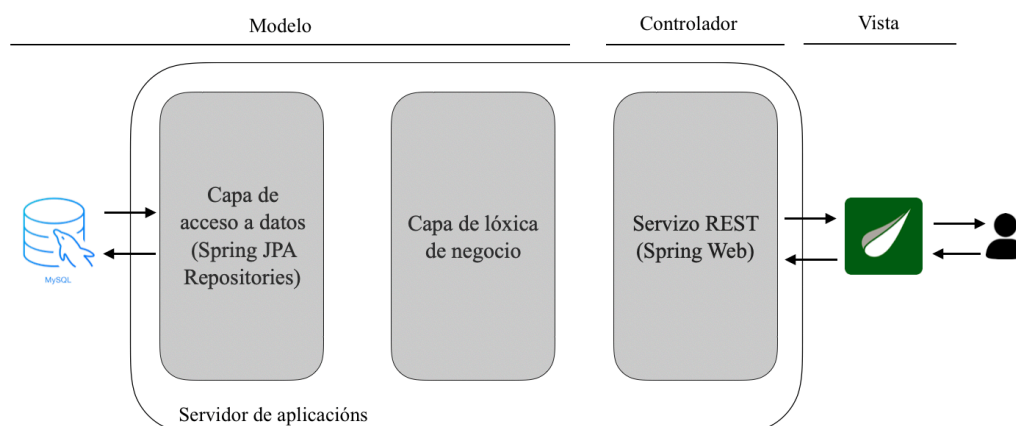 Modelo
Controlador
Vista
Capa de
acceso a datos
(Spring JPA
Repositories)
Capa de lóxica
de negocio
Servizo REST
(Spring Web)
MySQL
Servidor de aplicacións